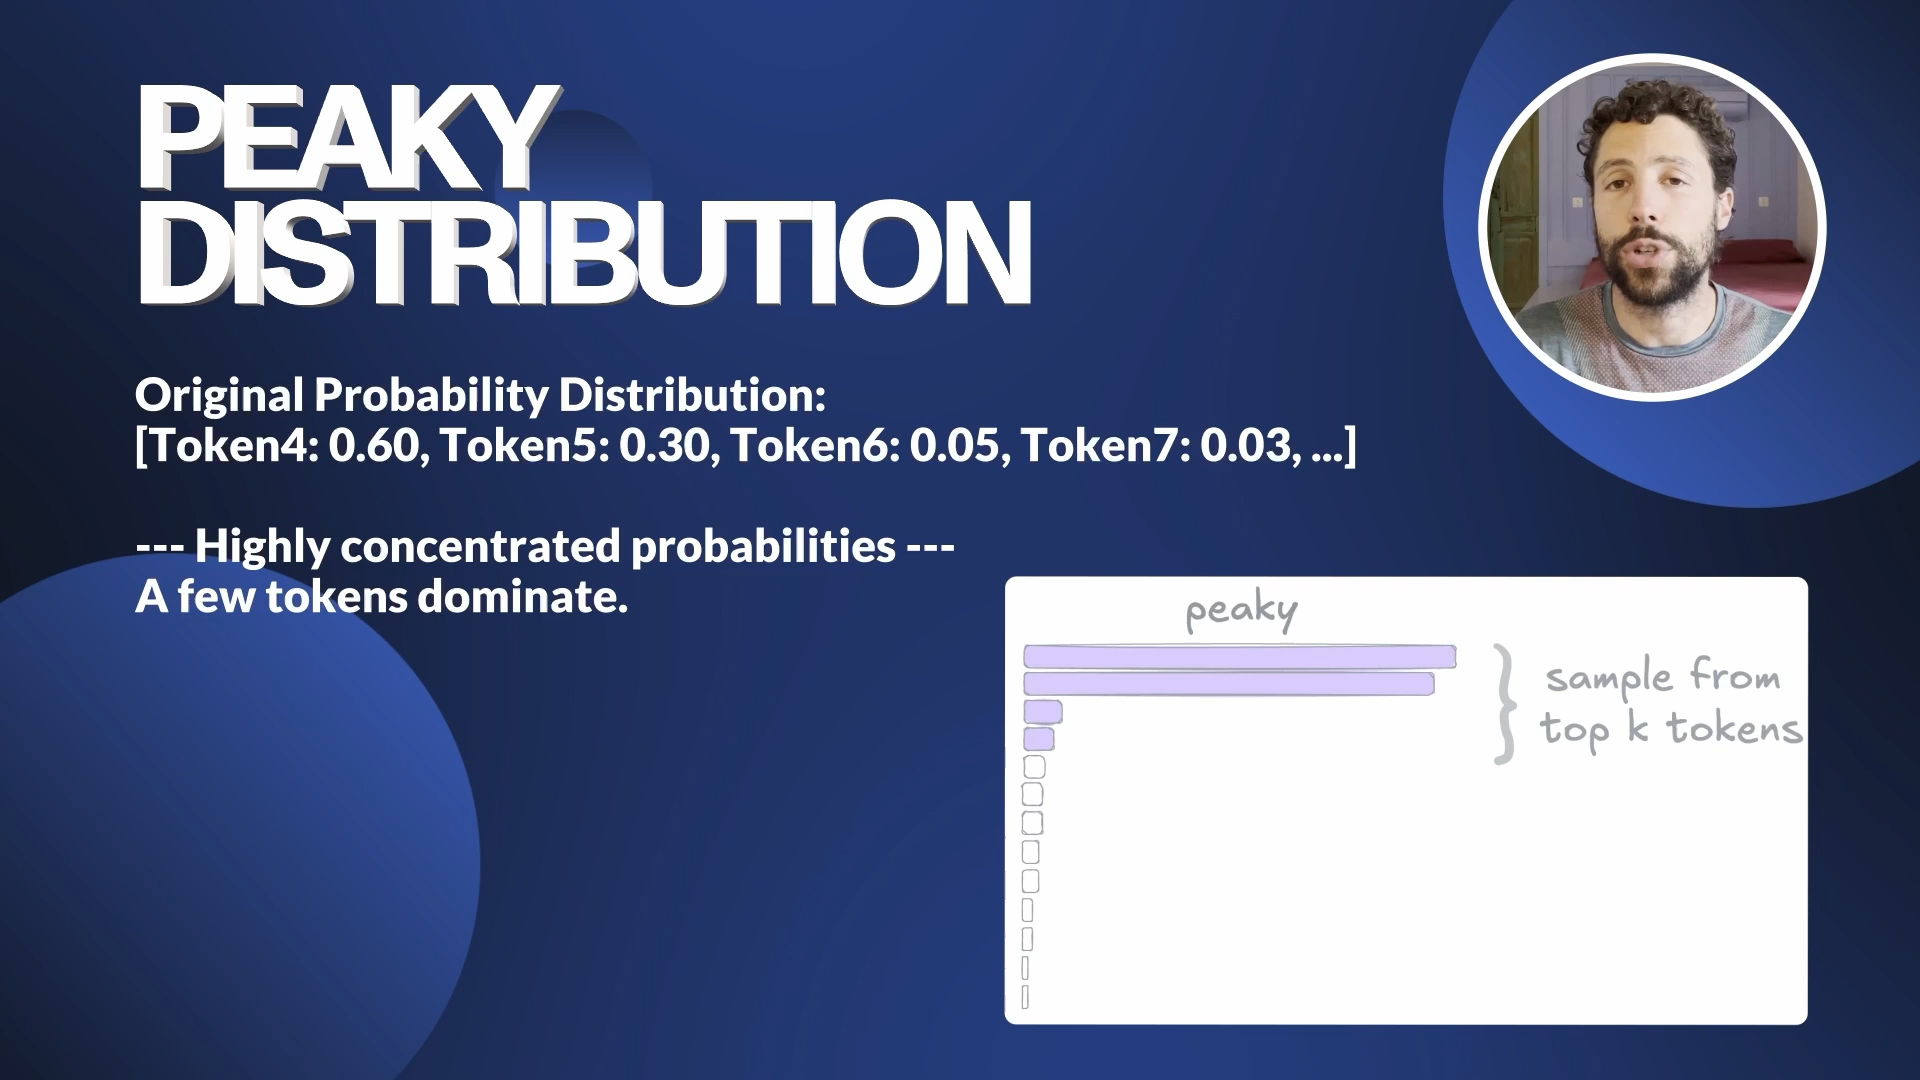 PEAKY
DISTRIBUTION
Original Probability Distribution:
[Token4: 0.60, Token5: 0.30, Token6: 0.05, Token7: 0.03, ...]
--- Highly concentrated probabilities ---
A few tokens dominate.
peaky
sample from
top k tokens